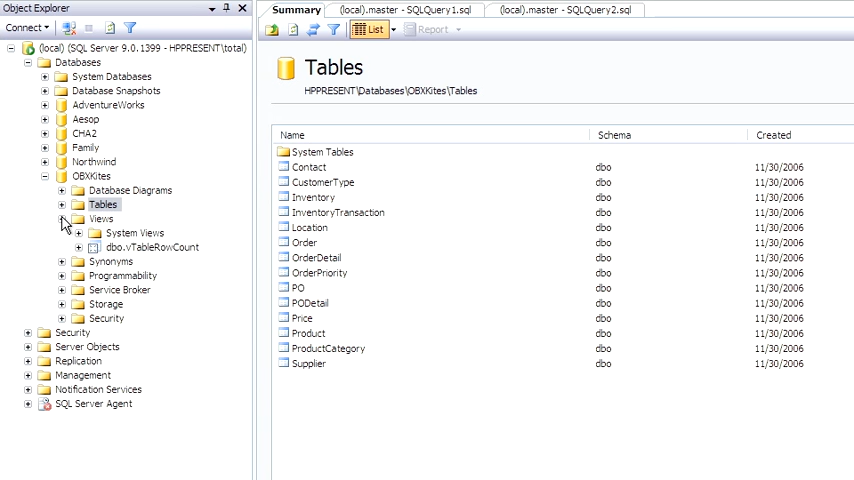 Object Explorer
Connect
(local) (SQL Server 9.0.1399 - HPPRESENT\total)
Databases
System Databases
Database Snapshots
AdventureWorks
Aesop
CHA2
Family
Northwind
OBXKites
Database Diagrams
Tables
Views
System Views
dbo.vTableRowCount
Synonyms
Programmability
Service Broker
Storage
Security
Security
Server Objects
Replication
Management
Notification Services
SQL Server Agent
Summary (local).master - SQLQuery1.sql (local).master - SQLQuery2.sql
List Report
Tables
HPPRESENT\Databases\OBXKites\Tables
Name Schema Created
System Tables
Contact dbo 11/30/2006
CustomerType dbo 11/30/2006
Inventory dbo 11/30/2006
InventoryTransaction dbo 11/30/2006
Location dbo 11/30/2006
Order dbo 11/30/2006
OrderDetail dbo 11/30/2006
OrderPriority dbo 11/30/2006
PO dbo 11/30/2006
PODetail dbo 11/30/2006
Price dbo 11/30/2006
Product dbo 11/30/2006
ProductCategory dbo 11/30/2006
Supplier dbo 11/30/2006